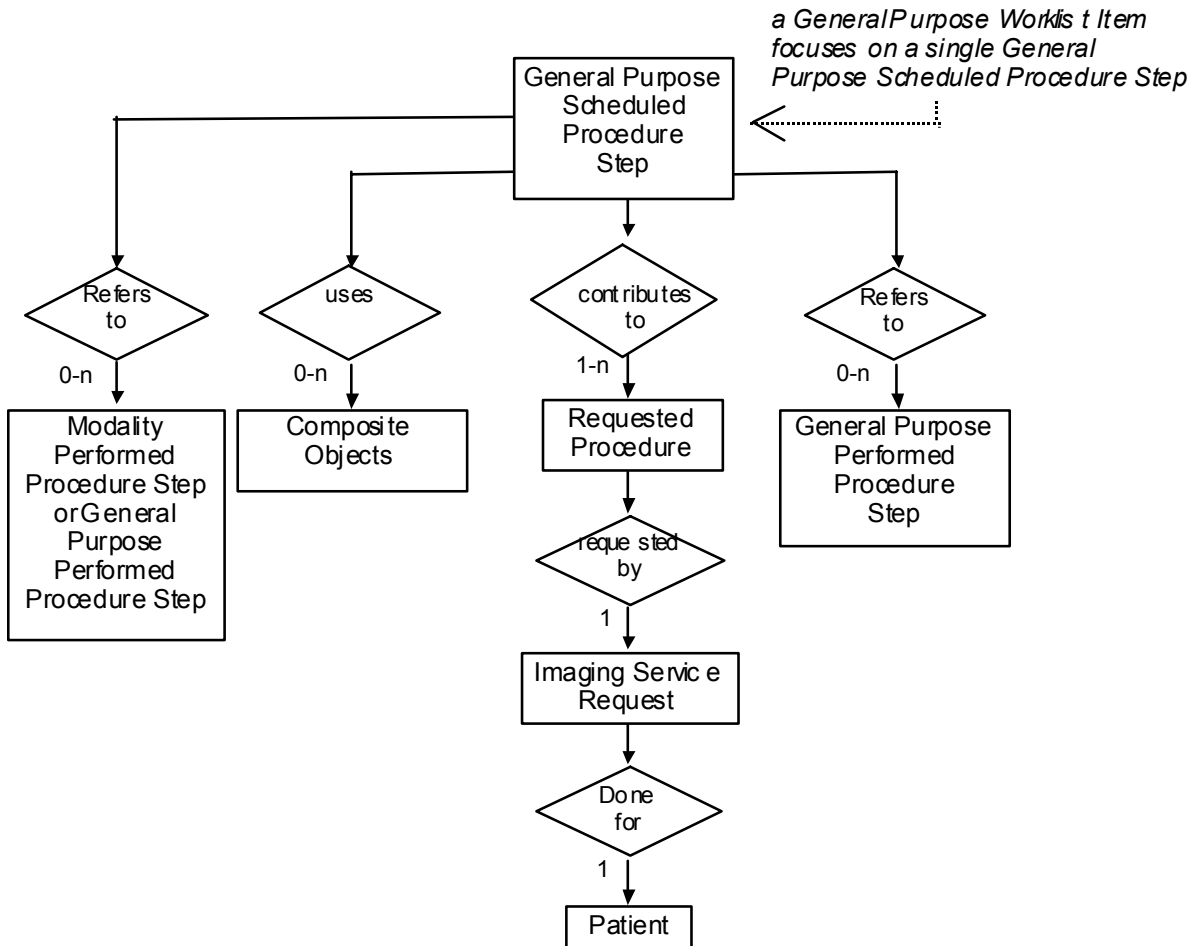 a General Purpose Worklist Item
focuses on a single General
Purpose Scheduled Procedure Step
General Purpose
Scheduled
Procedure
Step
Refers
to
uses
contributes
to
Refers
to
0-n
0-n
1-n
0-n
Modality
Performed
Procedure Step
or General
Purpose
Performed
Procedure Step
Composite
Objects
Requested
Procedure
General Purpose
Performed
Procedure
Step
requested
by
1
Imaging Service
Request
Done
for
1
Patient